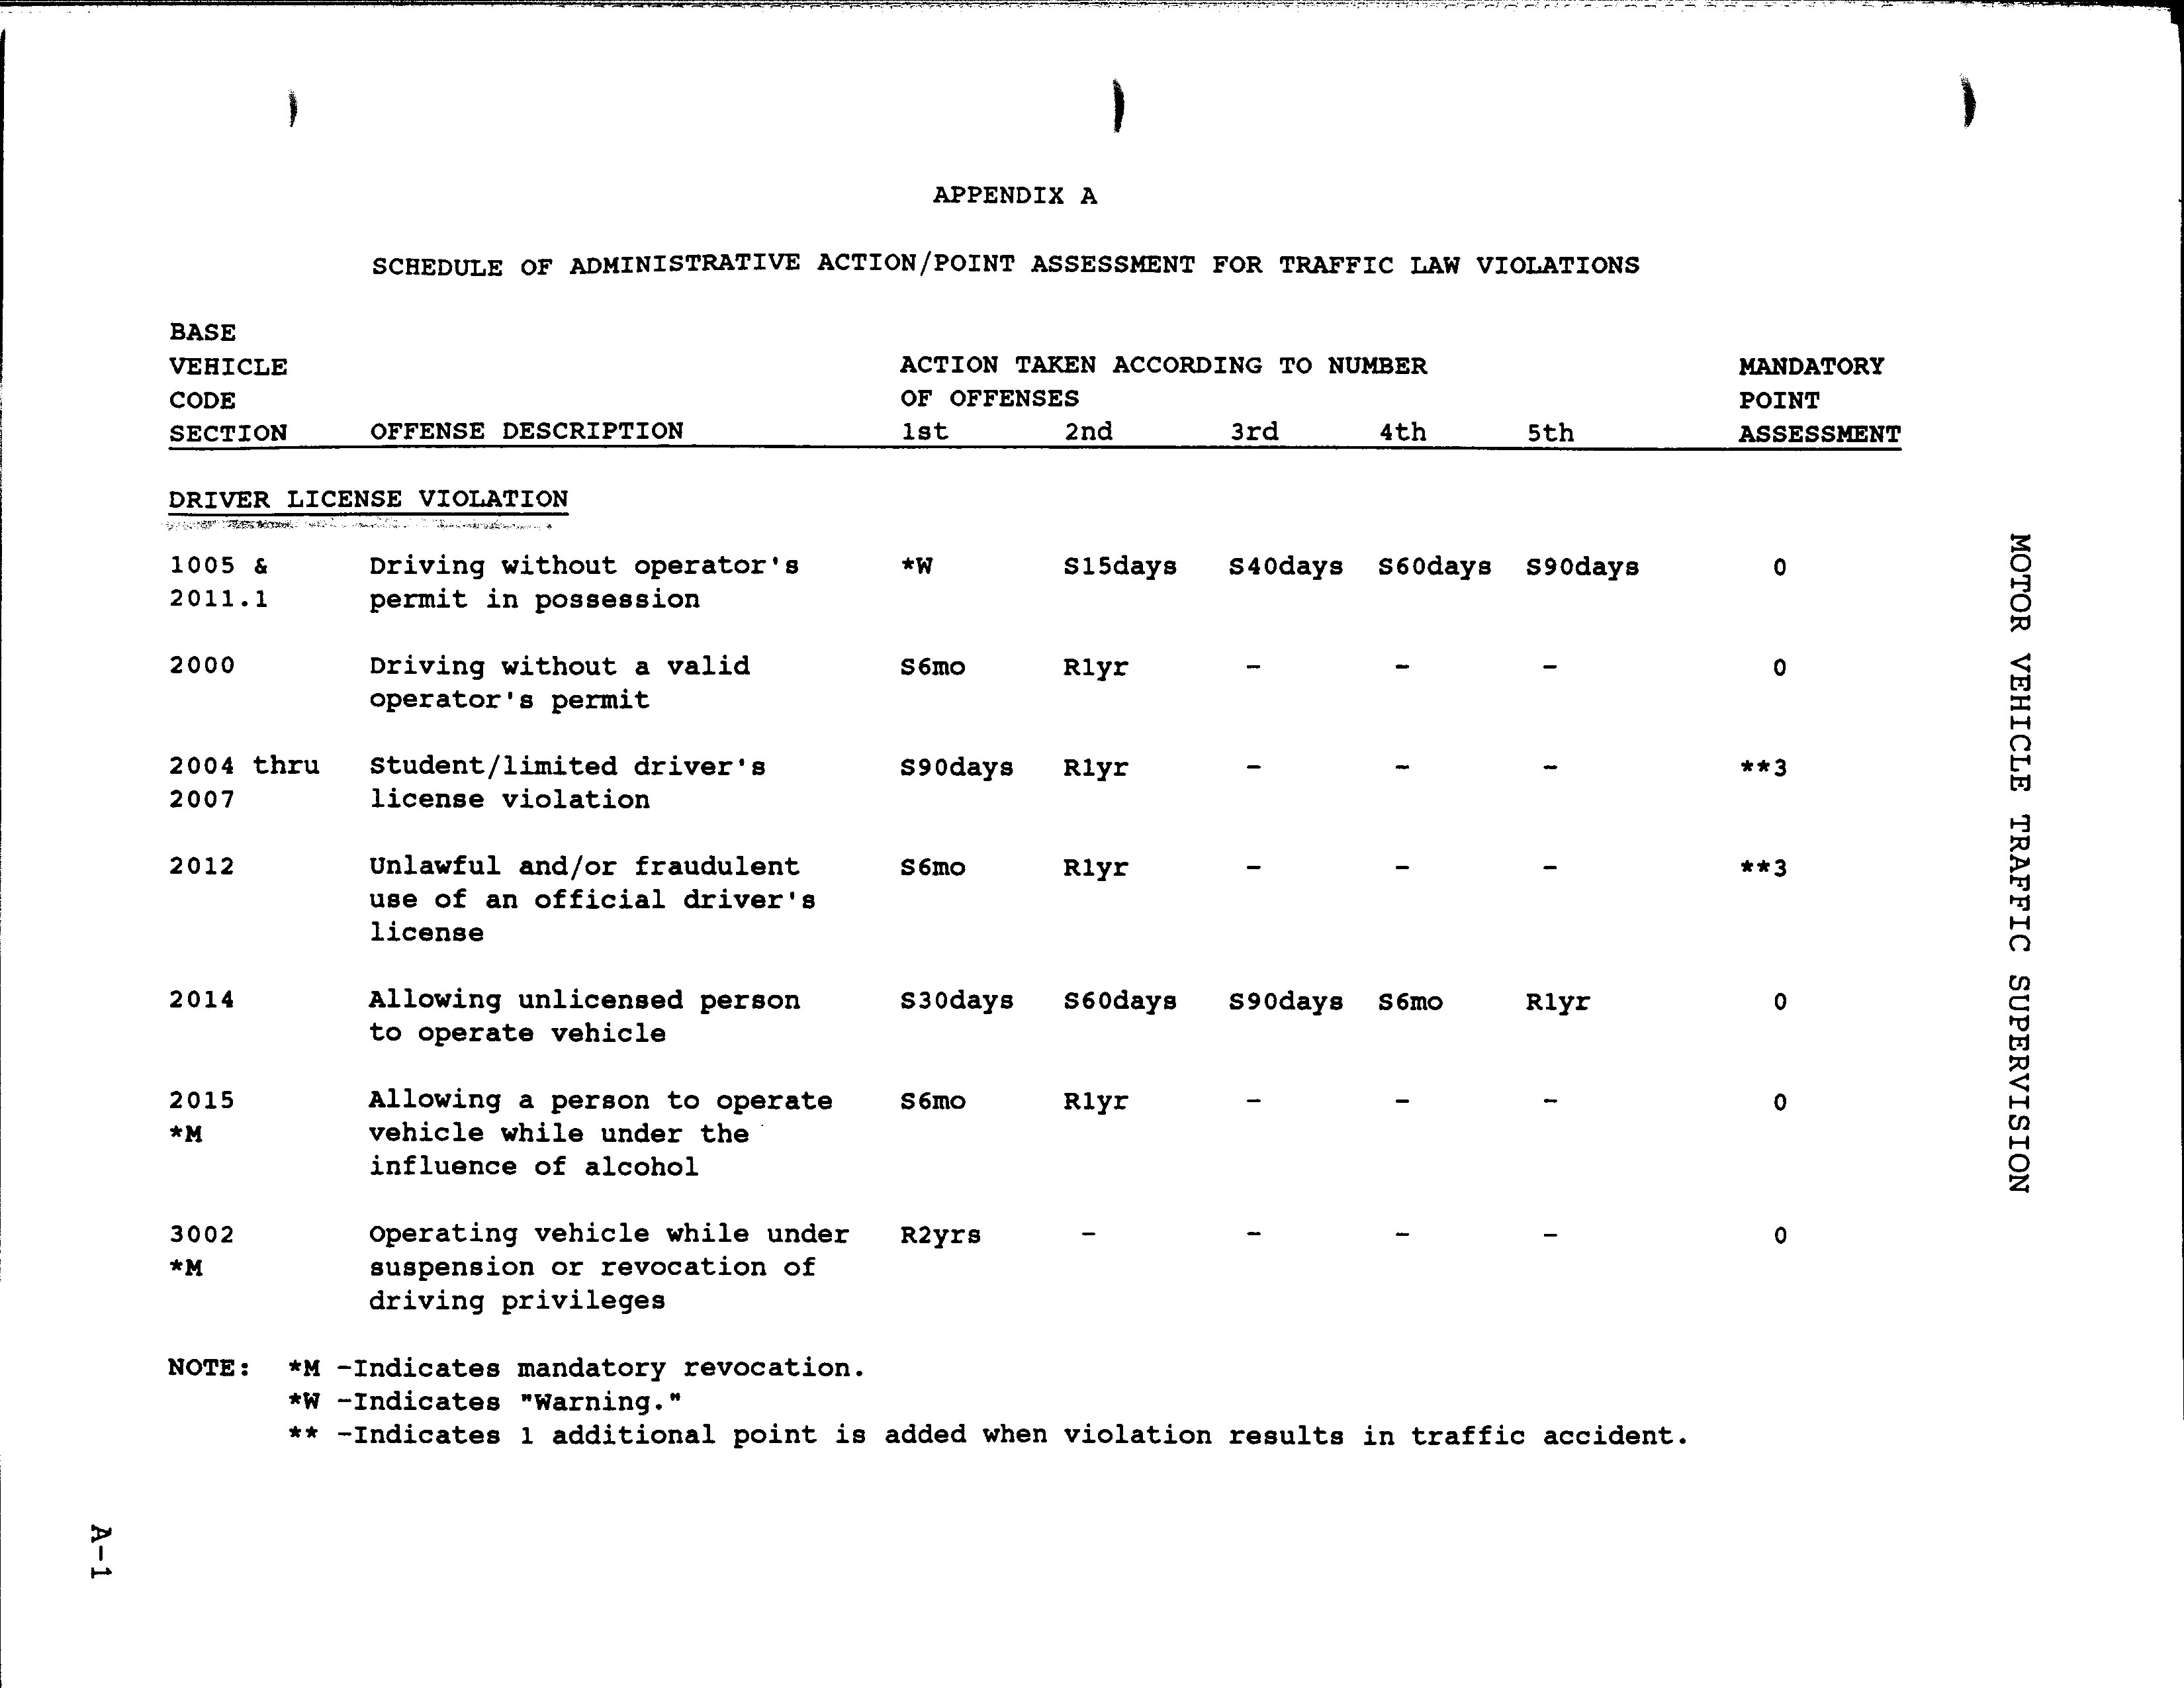 APPENDIX A
SCHEDULE OF ADMINISTRATIVE ACTION/POINT ASSESSMENT FOR TRAFFIC LAW VIOLATIONS
BASE
VEHICLE ACTION TAKEN ACCORDING TO NUMBER MANDATORY
CODE OF OFFENSES POINT
SECTION OFFENSE DESCRIPTION 1st 2nd 3rd 4th 5th ASSESSMENT
DRIVER LICENSE VIOLATION
1005 & Driving without operator's *W S15days S40days S60days S90days 0
2011.1 permit in possession
2000 Driving without a valid S6mo R1yr - - - 0
operator's permit
2004 thru Student/limited driver's S90days R1yr - - - **3
2007 license violation
2012 Unlawful and/or fraudulent S6mo R1yr - - - **3
use of an official driver's
license
2014 Allowing unlicensed person S30days S60days S90days S6mo R1yr 0
to operate vehicle
2015 Allowing a person to operate S6mo R1yr - - - 0
*M vehicle while under the
influence of alcohol
3002 Operating vehicle while under R2yrs - - - - 0
*M suspension or revocation of
driving privileges
NOTE: *M -Indicates mandatory revocation.
*W -Indicates "Warning."
** -Indicates 1 additional point is added when violation results in traffic accident.
MOTOR VEHICLE TRAFFIC SUPERVISION
A-1